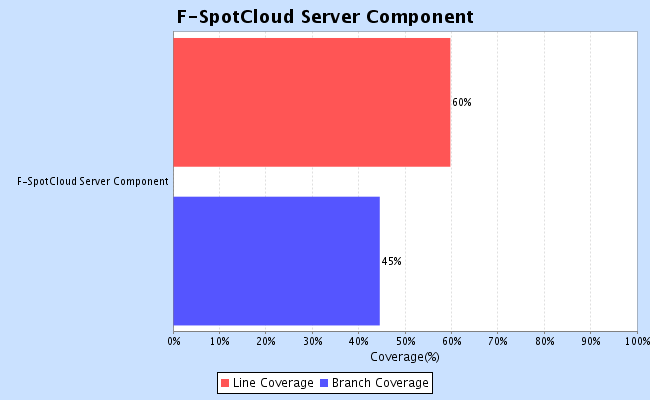 F-SpotCloud Server Component
60%
F-SpotCloud Server Component
45%
0% 10% 20% 30% 40% 50% 60% 70% 80% 90% 100%
Coverage(%)
Line Coverage Branch Coverage